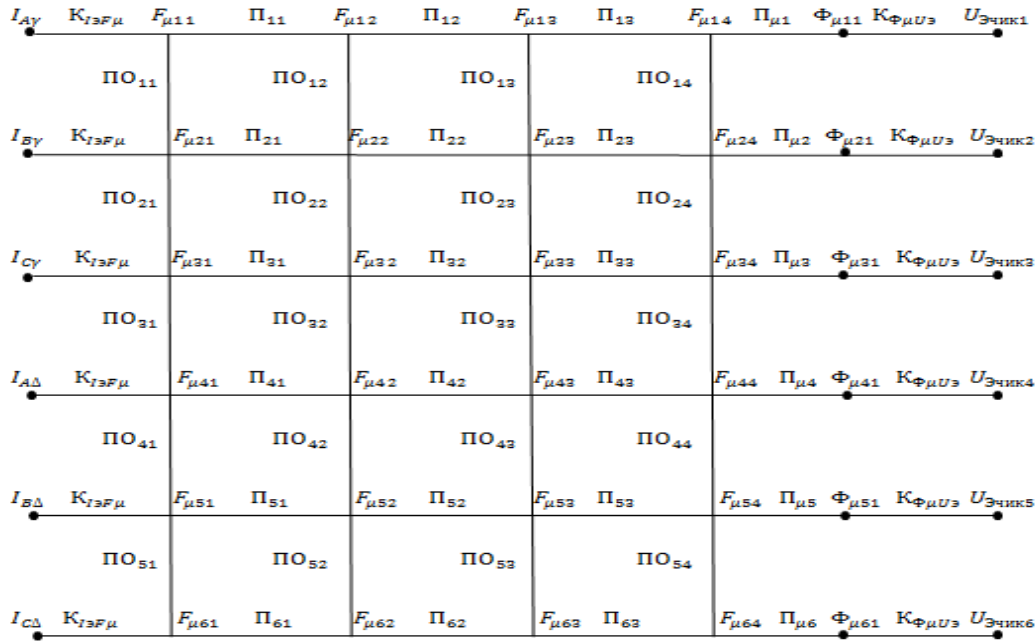 I_Aγ К_IэFμ F_μ11 П_11 F_μ12 П_12 F_μ13 П_13 F_μ14 П_μ1 Ф_μ11 К_ФμUэ U_Эчик1
ПО_11 ПО_12 ПО_13 ПО_14
I_Bγ К_IэFμ F_μ21 П_21 F_μ22 П_22 F_μ23 П_23 F_μ24 П_μ2 Ф_μ21 К_ФμUэ U_Эчик2
ПО_21 ПО_22 ПО_23 ПО_24
I_Cγ К_IэFμ F_μ31 П_31 F_μ32 П_32 F_μ33 П_33 F_μ34 П_μ3 Ф_μ31 К_ФμUэ U_Эчик3
ПО_31 ПО_32 ПО_33 ПО_34
I_AΔ К_IэFμ F_μ41 П_41 F_μ42 П_42 F_μ43 П_43 F_μ44 П_μ4 Ф_μ41 К_ФμUэ U_Эчик4
ПО_41 ПО_42 ПО_43 ПО_44
I_BΔ К_IэFμ F_μ51 П_51 F_μ52 П_52 F_μ53 П_53 F_μ54 П_μ5 Ф_μ51 К_ФμUэ U_Эчик5
ПО_51 ПО_52 ПО_53 ПО_54
I_CΔ К_IэFμ F_μ61 П_61 F_μ62 П_62 F_μ63 П_63 F_μ64 П_μ6 Ф_μ61 К_ФμUэ U_Эчик6